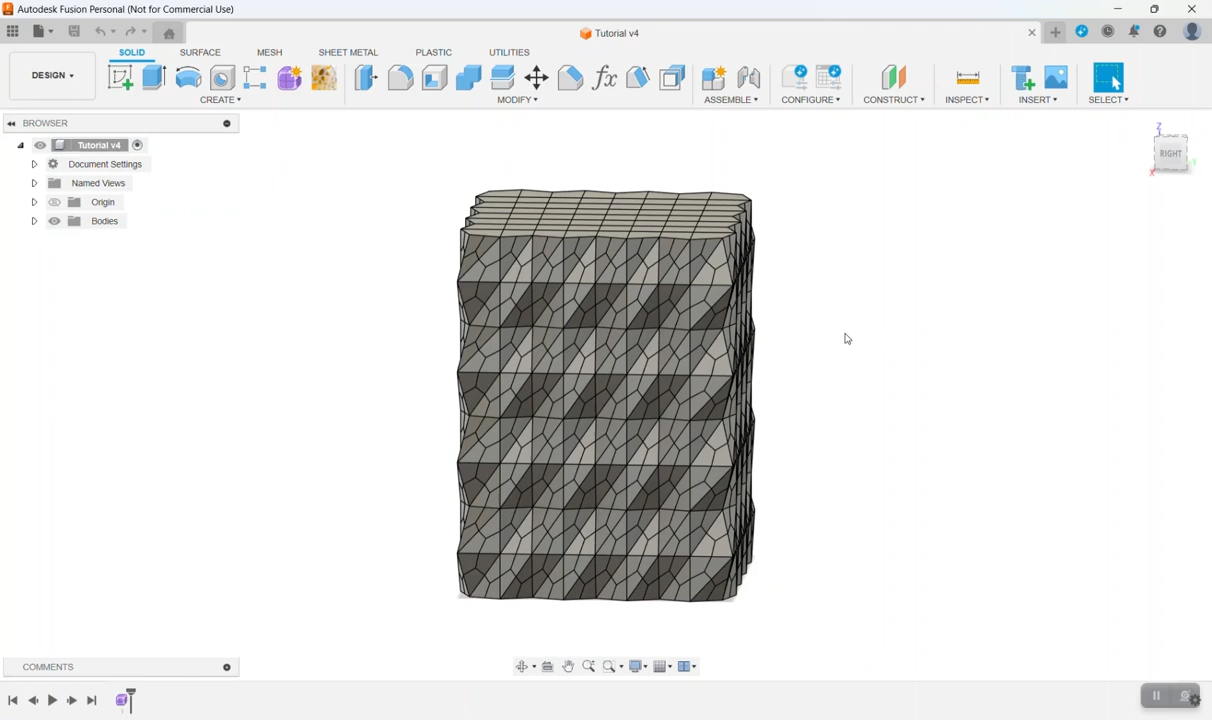 Autodesk Fusion Personal (Not for Commercial Use)
Tutorial v4
DESIGN
SOLID SURFACE MESH SHEET METAL PLASTIC UTILITIES
CREATE MODIFY ASSEMBLE CONFIGURE CONSTRUCT INSPECT INSERT SELECT
BROWSER
Tutorial v4
Document Settings
Named Views
Origin
Bodies
Z
RIGHT
Y
X
COMMENTS